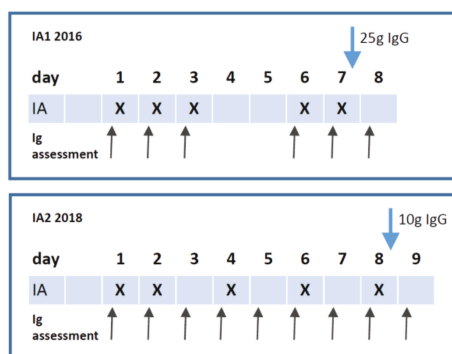 IA1 2016
25g IgG
day 1 2 3 4 5 6 7 8
IA X X X X X
Ig
assessment
IA2 2018
10g IgG
day 1 2 3 4 5 6 7 8 9
IA X X X X X
Ig
assessment